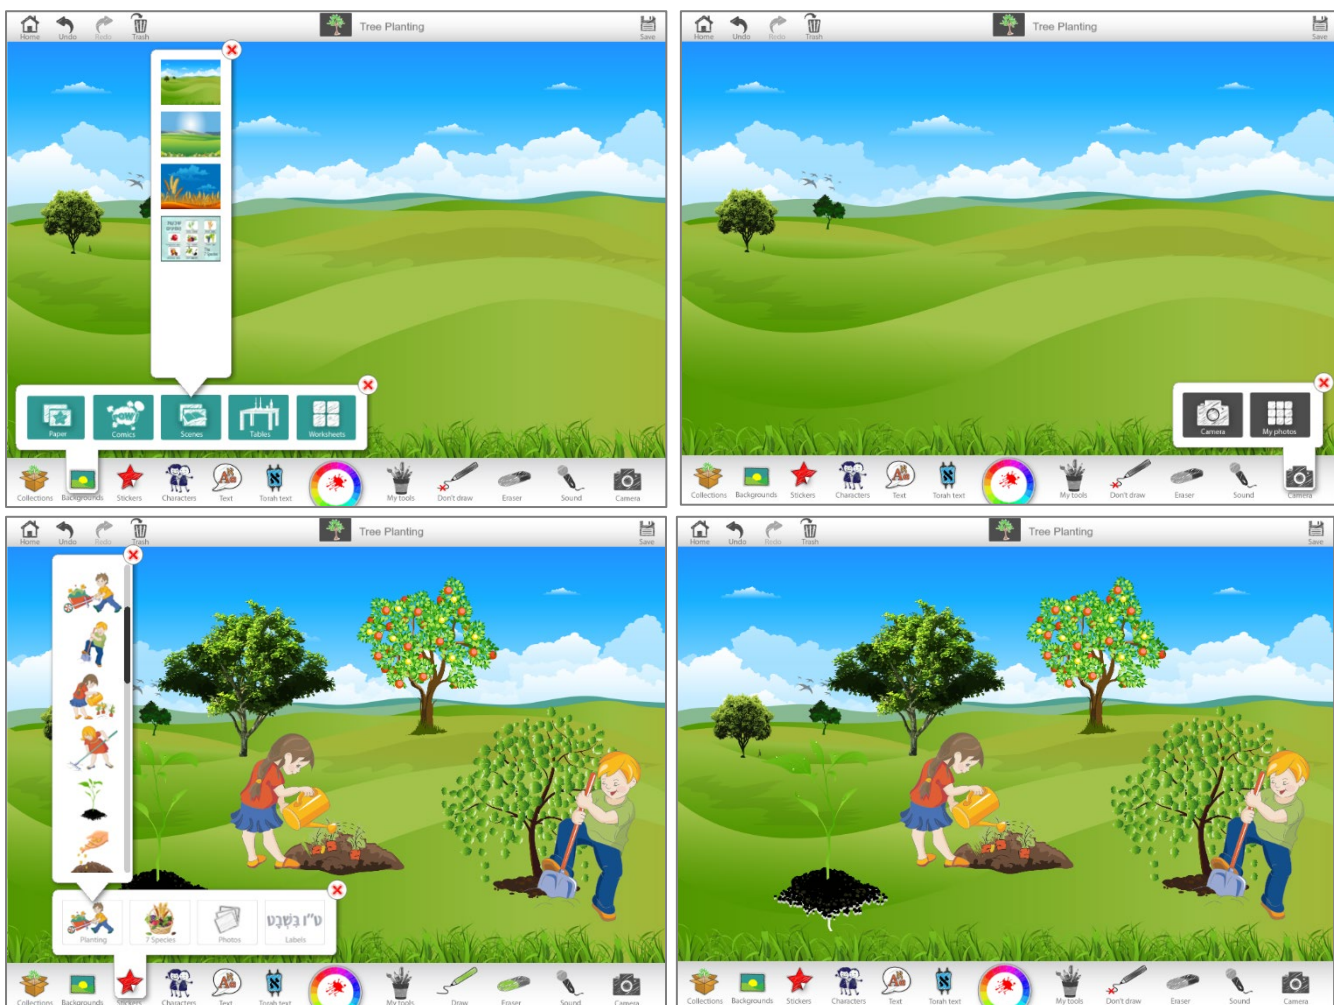 Home Undo Redo Trash Tree Planting Save
Paper Comics Scenes Tables Worksheets
Collections Backgrounds Stickers Characters Text Torah text My tools Don't draw Eraser Sound Camera
Home Undo Redo Trash Tree Planting Save
Camera My photos
Collections Backgrounds Stickers Characters Text Torah text My tools Don't draw Eraser Sound Camera
Home Undo Redo Trash Tree Planting Save
ט"ו בִּשְׁבָט
Planting 7 Species Photos Labels
Collections Backgrounds Stickers Characters Text Torah text My tools Draw Eraser Sound Camera
Home Undo Redo Trash Tree Planting Save
Collections Backgrounds Stickers Characters Text Torah text My tools Don't draw Eraser Sound Camera